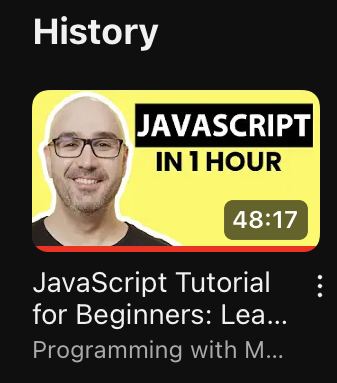 History
JAVASCRIPT
IN 1 HOUR
48:17
JavaScript Tutorial
for Beginners: Lea...
Programming with M...